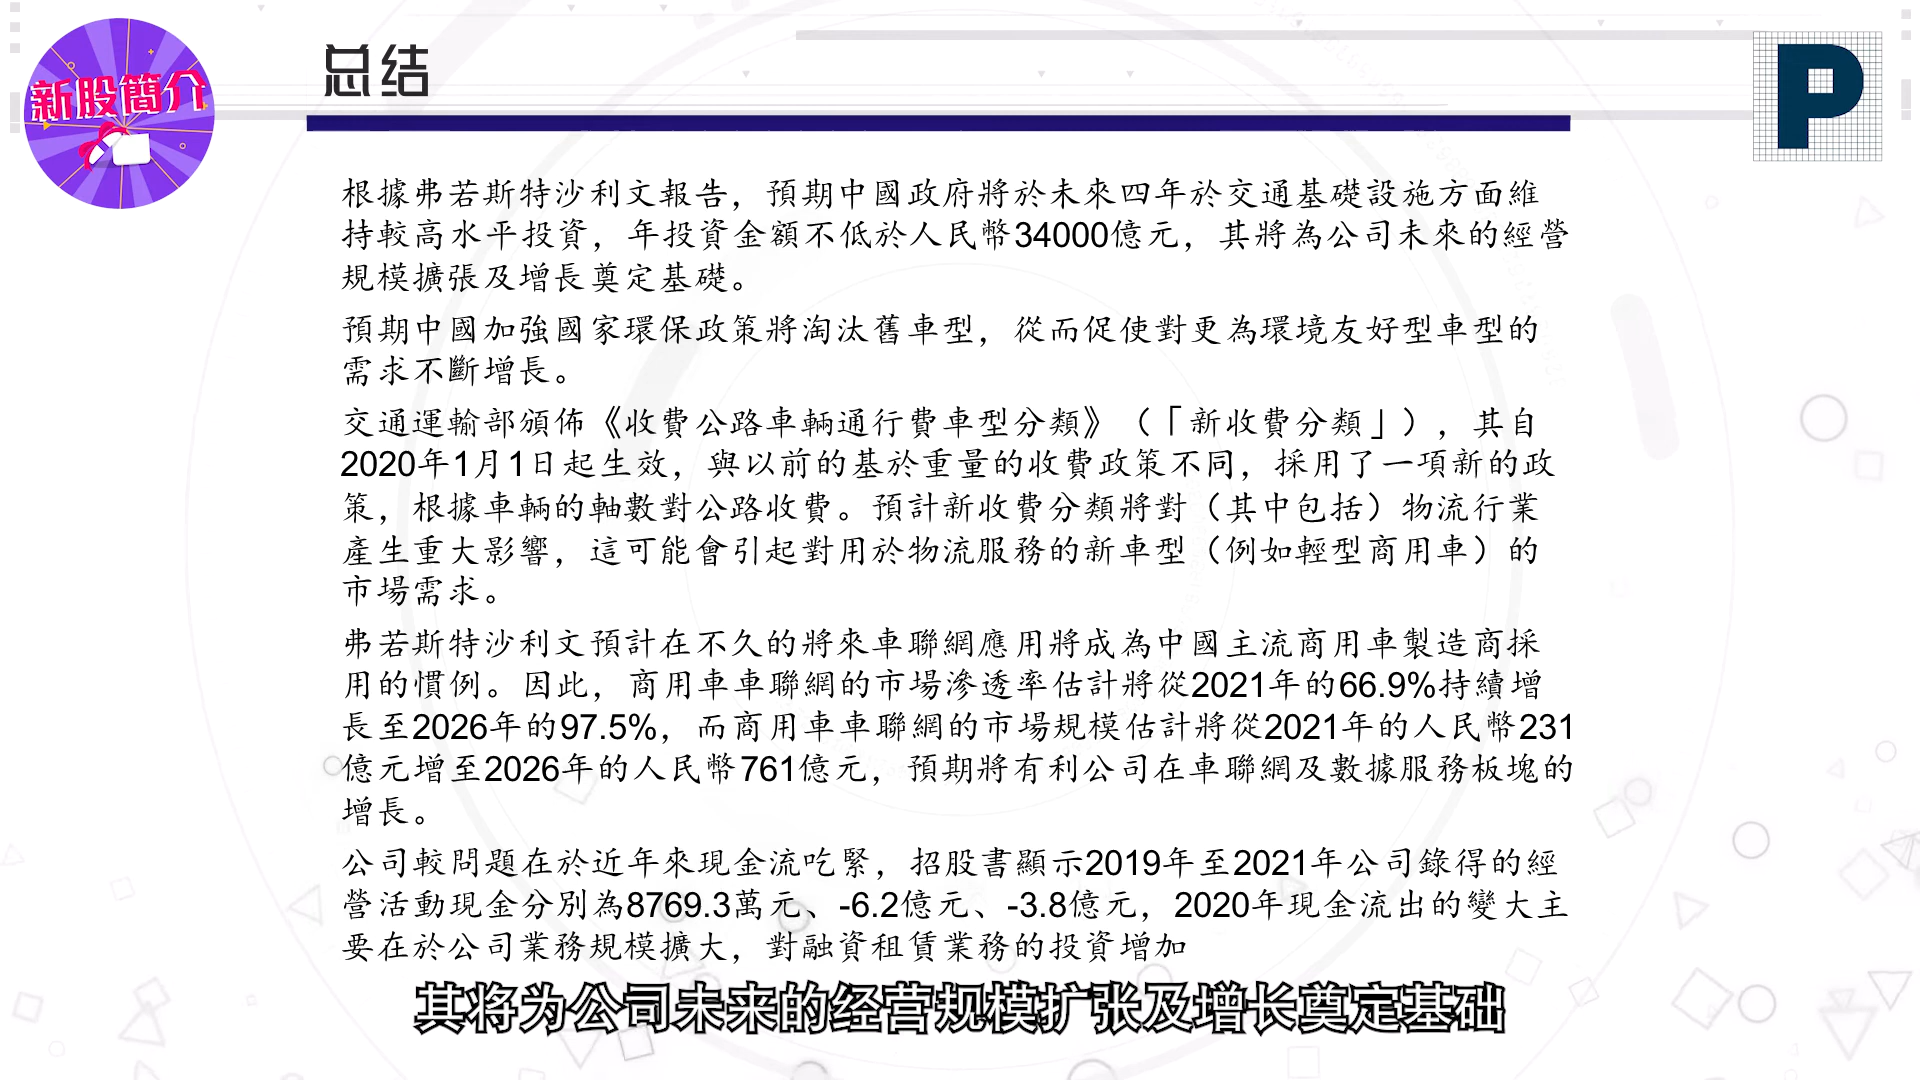 新股簡介
总结
P
根據弗若斯特沙利文報告，預期中國政府將於未來四年於交通基礎設施方面維
持較高水平投資，年投資金額不低於人民幣34000億元，其將為公司未來的經營
規模擴張及增長奠定基礎。
預期中國加強國家環保政策將淘汰舊車型，從而促使對更為環境友好型車型的
需求不斷增長。
交通運輸部頒佈《收費公路車輛通行費車型分類》（「新收費分類」），其自
2020年1月1日起生效，與以前的基於重量的收費政策不同，採用了一項新的政
策，根據車輛的軸數對公路收費。預計新收費分類將對（其中包括）物流行業
產生重大影響，這可能會引起對用於物流服務的新車型（例如輕型商用車）的
市場需求。
弗若斯特沙利文預計在不久的將來車聯網應用將成為中國主流商用車製造商採
用的慣例。因此，商用車車聯網的市場滲透率估計將從2021年的66.9%持續增
長至2026年的97.5%，而商用車車聯網的市場規模估計將從2021年的人民幣231
億元增至2026年的人民幣761億元，預期將有利公司在車聯網及數據服務板塊的
增長。
公司較問題在於近年來現金流吃緊，招股書顯示2019年至2021年公司錄得的經
營活動現金分別為8769.3萬元、-6.2億元、-3.8億元，2020年現金流出的變大主
要在於公司業務規模擴大，對融資租賃業務的投資增加
其将为公司未来的经营规模扩张及增长奠定基础